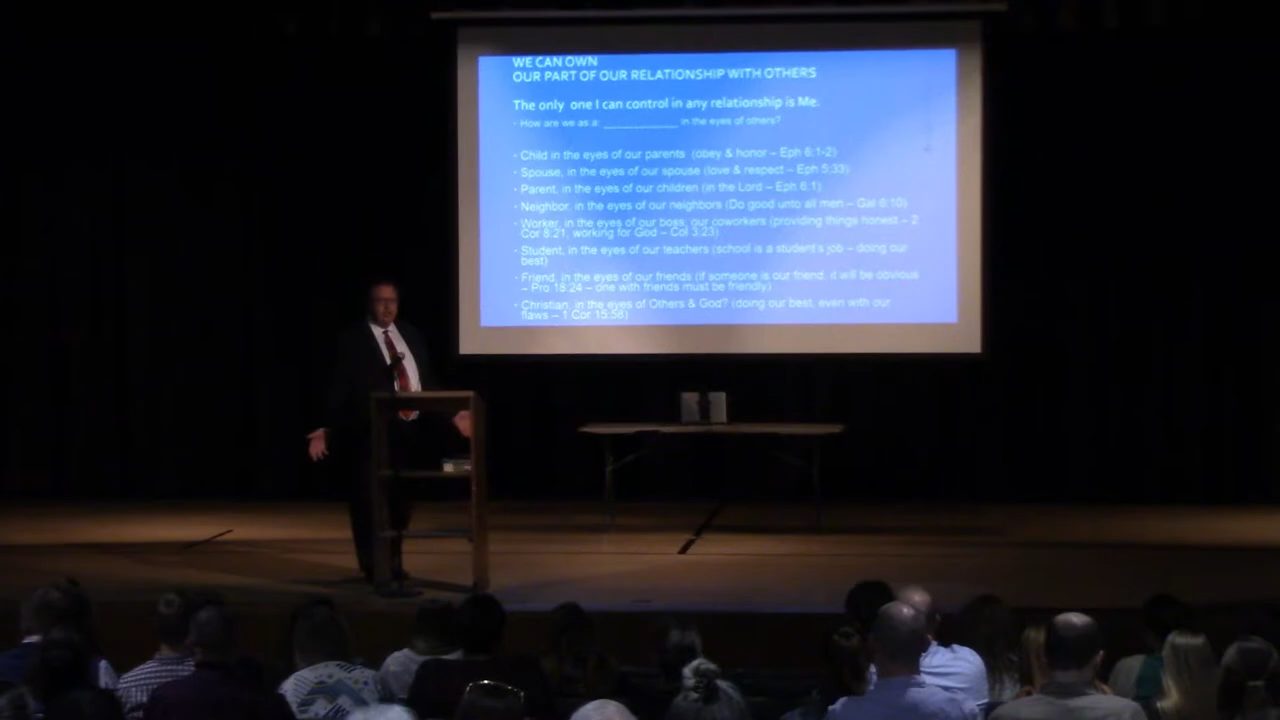 WE CAN OWN
OUR PART OF OUR RELATIONSHIP WITH OTHERS
The only one I can control in any relationship is Me.
• How are we as a: ____________ in the eyes of others?
• Child in the eyes of our parents (obey & honor – Eph 6:1-2)
• Spouse, in the eyes of our spouse (love & respect – Eph 5:33)
• Parent, in the eyes of our children (in the Lord – Eph 6:1)
• Neighbor, in the eyes of our neighbors (Do good unto all men – Gal 6:10)
• Worker, in the eyes of our boss, our coworkers (providing things honest – 2
Cor 8:21, working for God – Col 3:23)
• Student, in the eyes of our teachers (school is a student's job – doing our
best)
• Friend, in the eyes of our friends (if someone is our friend, it will be obvious
– Pro 18:24 – one with friends must be friendly)
• Christian, in the eyes of Others & God? (doing our best, even with our
flaws – 1 Cor 15:58)